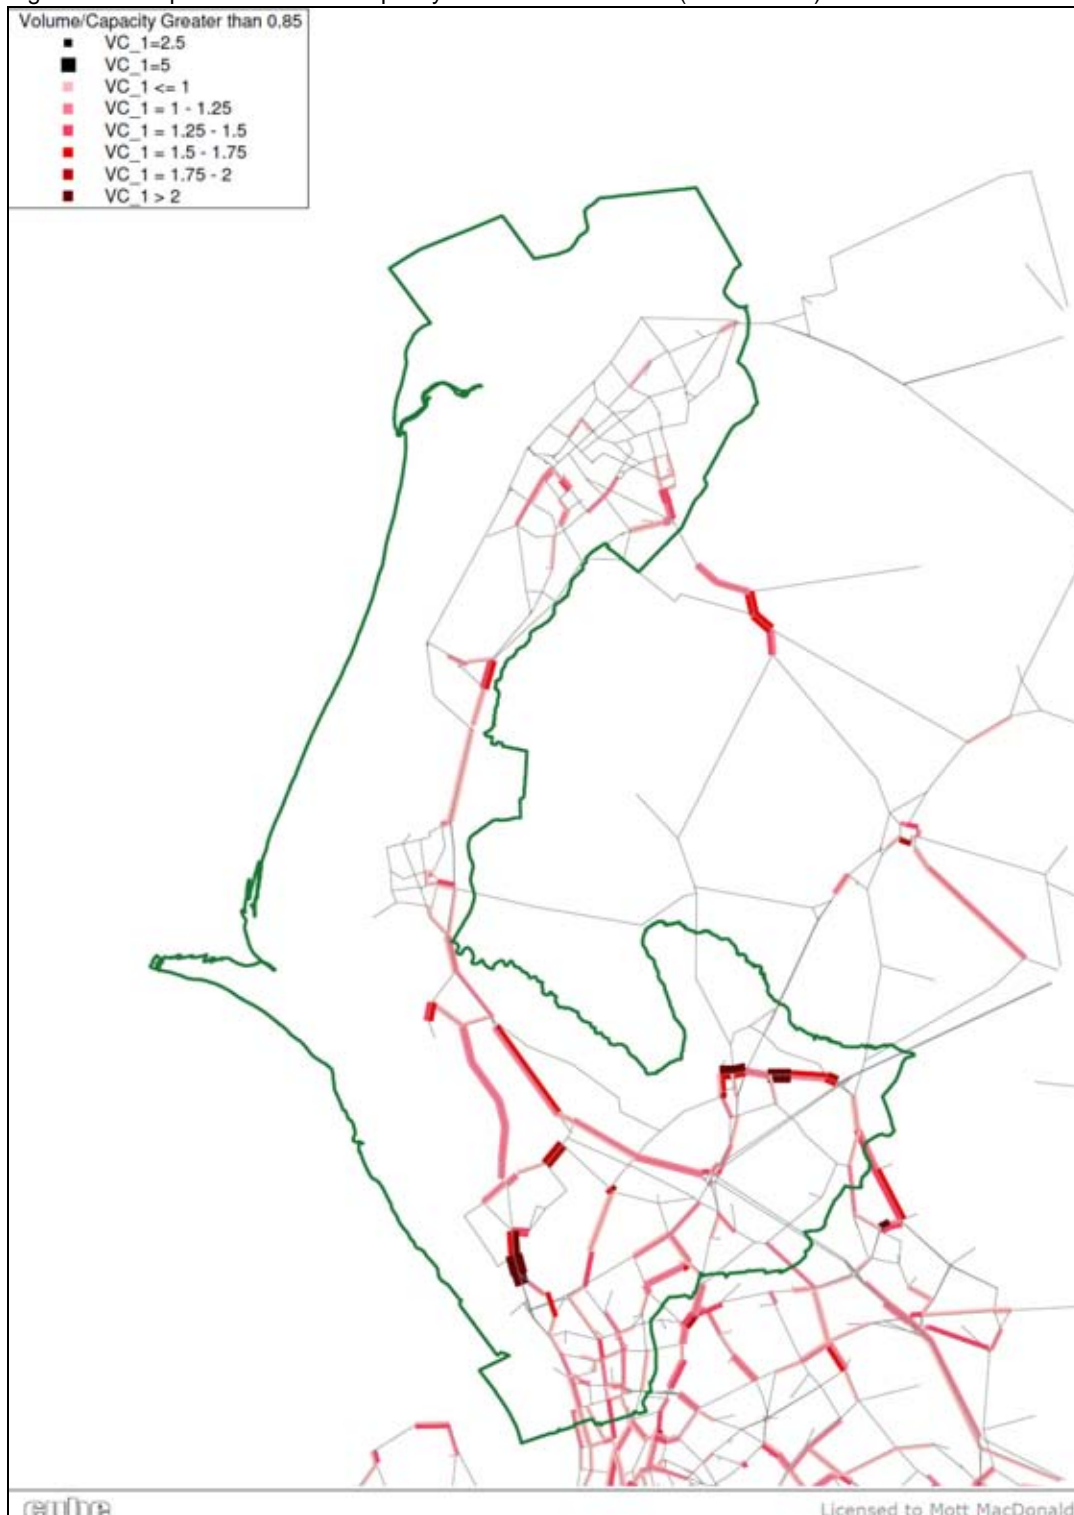 Volume/Capacity Greater than 0.85
VC_1=2.5
VC_1=5
VC_1 <= 1
VC_1 = 1 - 1.25
VC_1 = 1.25 - 1.5
VC_1 = 1.5 - 1.75
VC_1 = 1.75 - 2
VC_1 > 2
cube
Licensed to Mott MacDonald